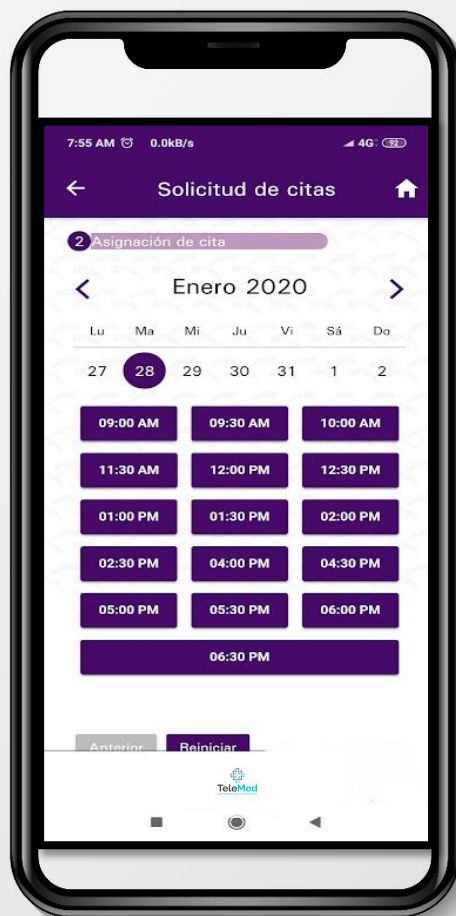 7:55 AM 0.0kB/s 4G 92
Solicitud de citas
2 Asignación de cita
Enero 2020
Lu Ma Mi Ju Vi Sá Do
27 28 29 30 31 1 2
09:00 AM 09:30 AM 10:00 AM
11:30 AM 12:00 PM 12:30 PM
01:00 PM 01:30 PM 02:00 PM
02:30 PM 04:00 PM 04:30 PM
05:00 PM 05:30 PM 06:00 PM
06:30 PM
Anterior Reiniciar
TeleMed